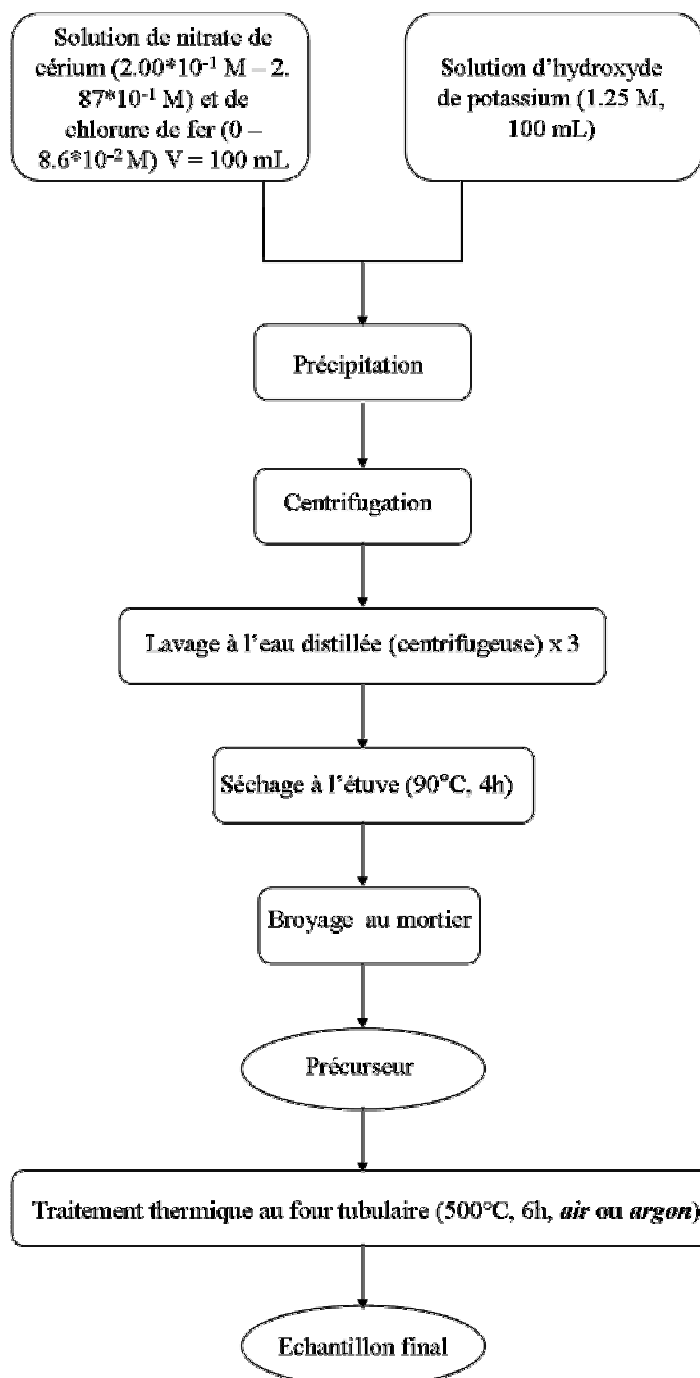 Solution de nitrate de
cérium (2.00*10⁻¹ M – 2.
87*10⁻¹ M) et de
chlorure de fer (0 –
8.6*10⁻² M) V = 100 mL
Solution d'hydroxyde
de potassium (1.25 M,
100 mL)
Précipitation
Centrifugation
Lavage à l'eau distillée (centrifugeuse) x 3
Séchage à l'étuve (90°C, 4h)
Broyage au mortier
Précurseur
Traitement thermique au four tubulaire (500°C, 6h, air ou argon)
Echantillon final